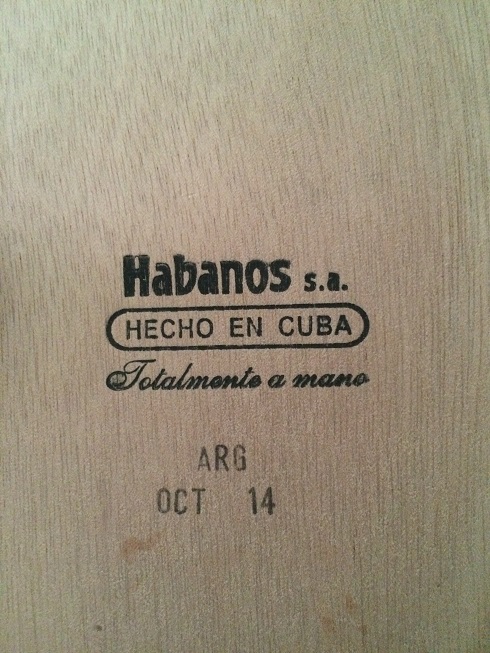 Habanos s.a.
HECHO EN CUBA
Totalmente a mano
ARG
OCT 14